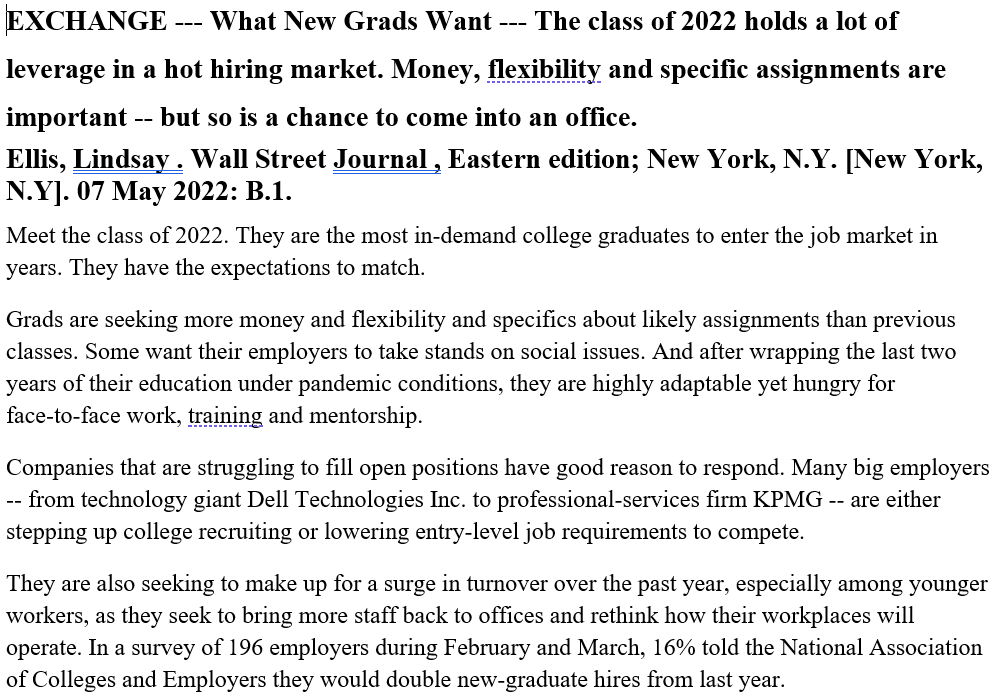 EXCHANGE --- What New Grads Want --- The class of 2022 holds a lot of
leverage in a hot hiring market. Money, flexibility and specific assignments are
important -- but so is a chance to come into an office.
Ellis, Lindsay . Wall Street Journal , Eastern edition; New York, N.Y. [New York,
N.Y]. 07 May 2022: B.1.
Meet the class of 2022. They are the most in-demand college graduates to enter the job market in
years. They have the expectations to match.
Grads are seeking more money and flexibility and specifics about likely assignments than previous
classes. Some want their employers to take stands on social issues. And after wrapping the last two
years of their education under pandemic conditions, they are highly adaptable yet hungry for
face-to-face work, training and mentorship.
Companies that are struggling to fill open positions have good reason to respond. Many big employers
-- from technology giant Dell Technologies Inc. to professional-services firm KPMG -- are either
stepping up college recruiting or lowering entry-level job requirements to compete.
They are also seeking to make up for a surge in turnover over the past year, especially among younger
workers, as they seek to bring more staff back to offices and rethink how their workplaces will
operate. In a survey of 196 employers during February and March, 16% told the National Association
of Colleges and Employers they would double new-graduate hires from last year.